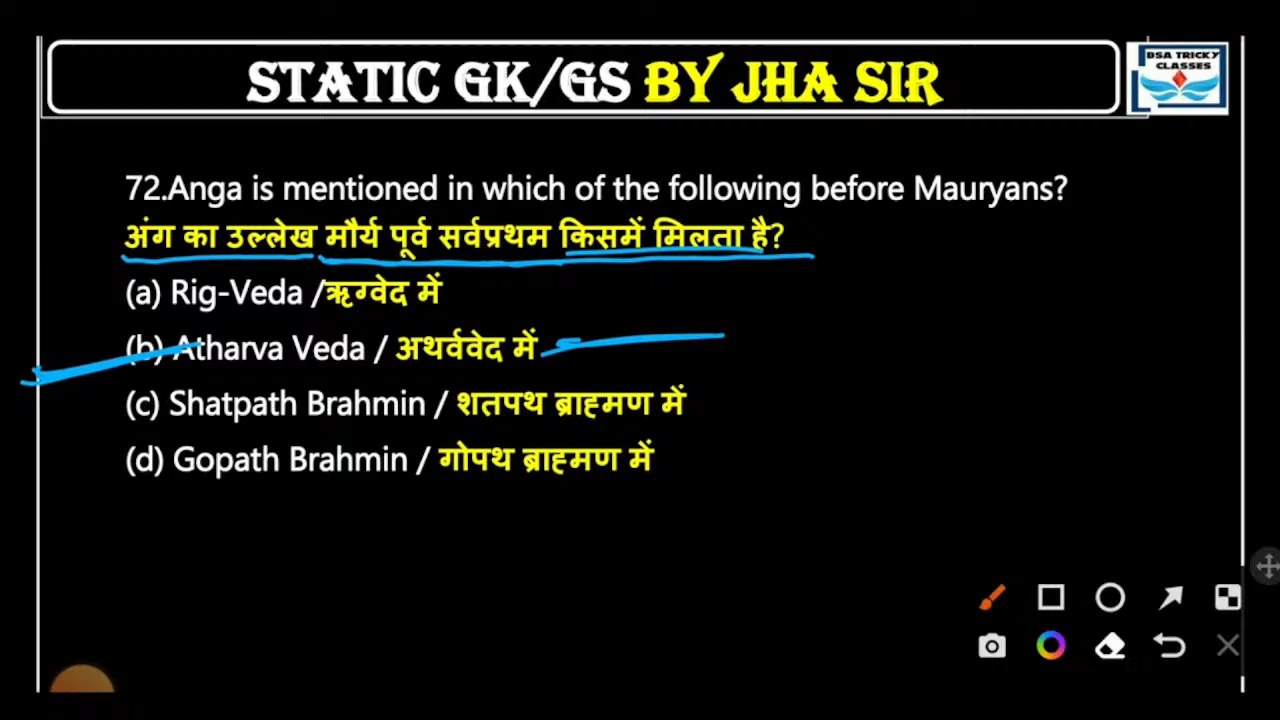 STATIC GK/GS BY JHA SIR
BSA TRICKY
CLASSES
72.Anga is mentioned in which of the following before Mauryans?
अंग का उल्लेख मौर्य पूर्व सर्वप्रथम किसमें मिलता है?
(a) Rig-Veda /ऋग्वेद में
(b) Atharva Veda / अथर्ववेद में
(c) Shatpath Brahmin / शतपथ ब्राह्मण में
(d) Gopath Brahmin / गोपथ ब्राह्मण में